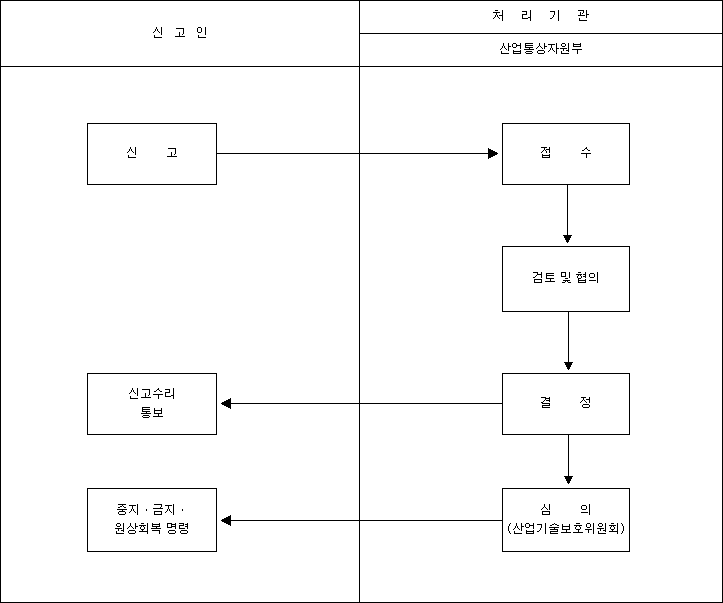 신 고 인
처 리 기 관
산업통상자원부
신 고
접 수
검토 및 협의
신고수리
통보
결 정
중지 · 금지 ·
원상회복 명령
심 의
(산업기술보호위원회)